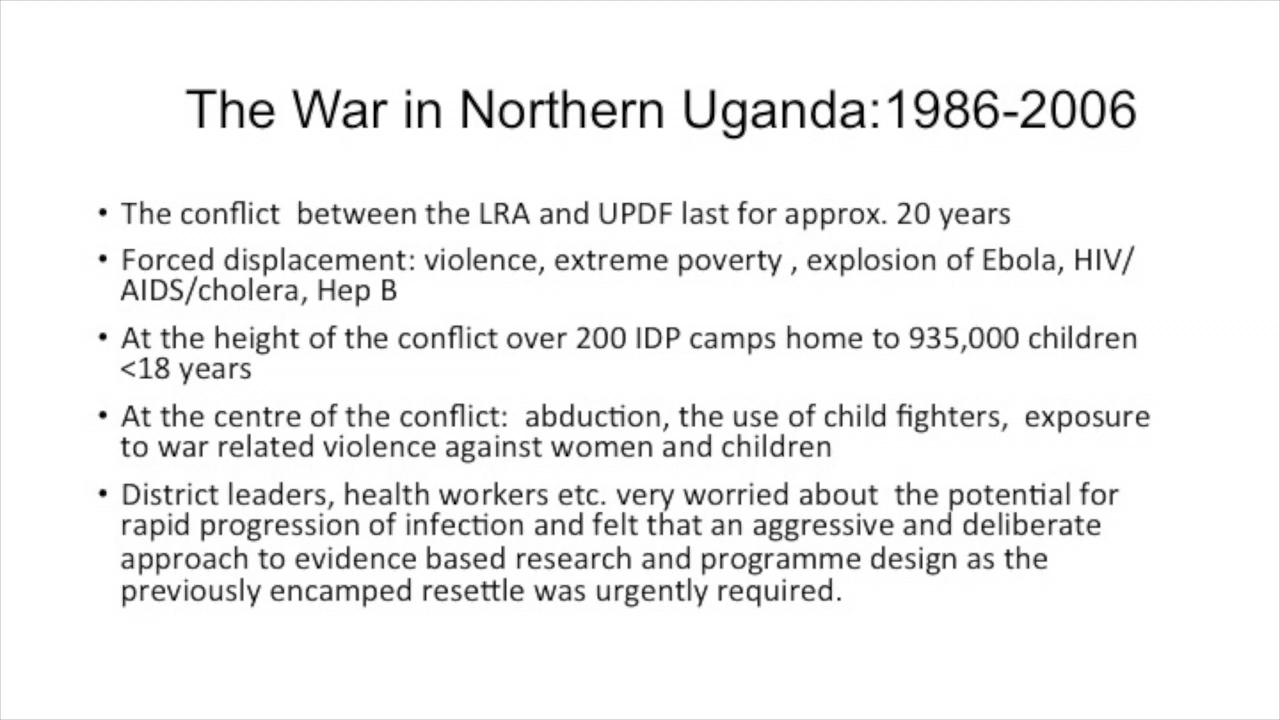 The War in Northern Uganda:1986-2006
• The conflict  between the LRA and UPDF last for approx. 20 years
• Forced displacement: violence, extreme poverty , explosion of Ebola, HIV/
AIDS/cholera, Hep B
• At the height of the conflict over 200 IDP camps home to 935,000 children
<18 years
• At the centre of the conflict:  abduction, the use of child fighters,  exposure
to war related violence against women and children
• District leaders, health workers etc. very worried about  the potential for
rapid progression of infection and felt that an aggressive and deliberate
approach to evidence based research and programme design as the
previously encamped resettle was urgently required.